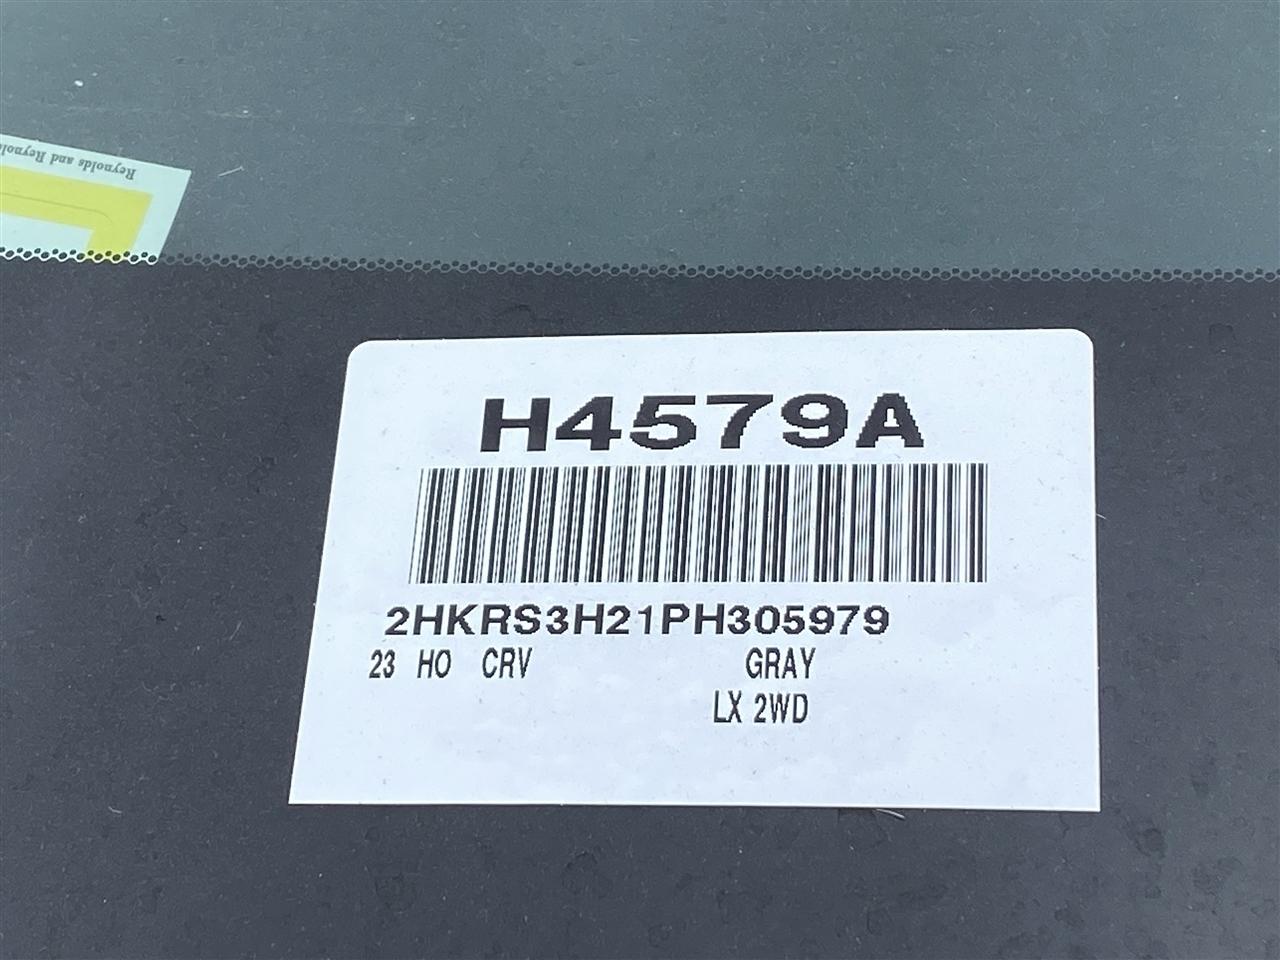 Reynolds and Reynolds
H4579A
2HKRS3H21PH305979
23 HO CRV GRAY
LX 2WD